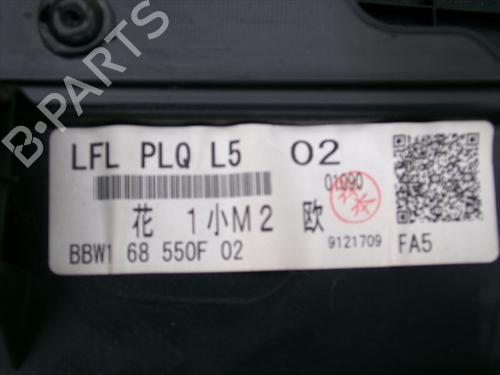 B-PARTS
LFL PLQ L5 02
01090
花 1小M2 欧
BBW1 68 550F 02
9121709
FA5